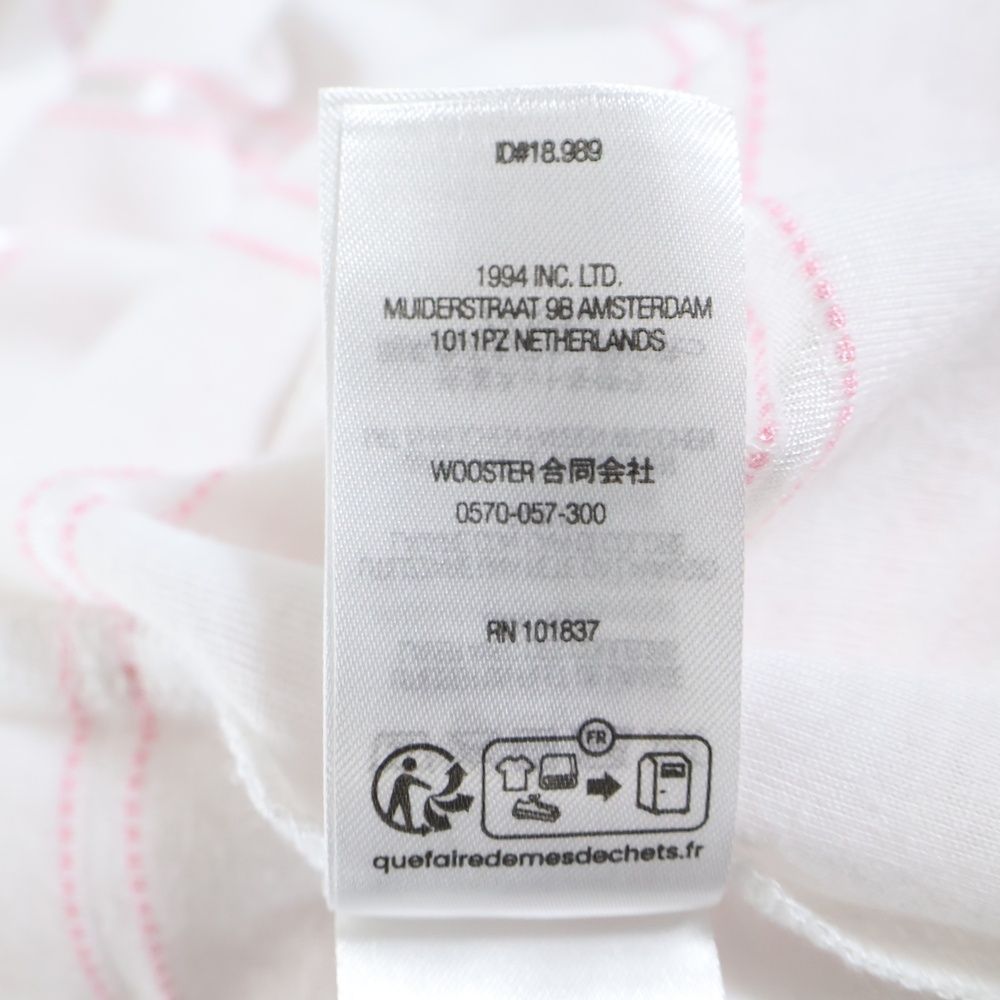 ID#18.989
1994 INC. LTD.
MUIDERSTRAAT 9B AMSTERDAM
1011PZ NETHERLANDS
WOOSTER 合同会社
0570-057-300
RN 101837
FR
quefairedemesdechets.fr